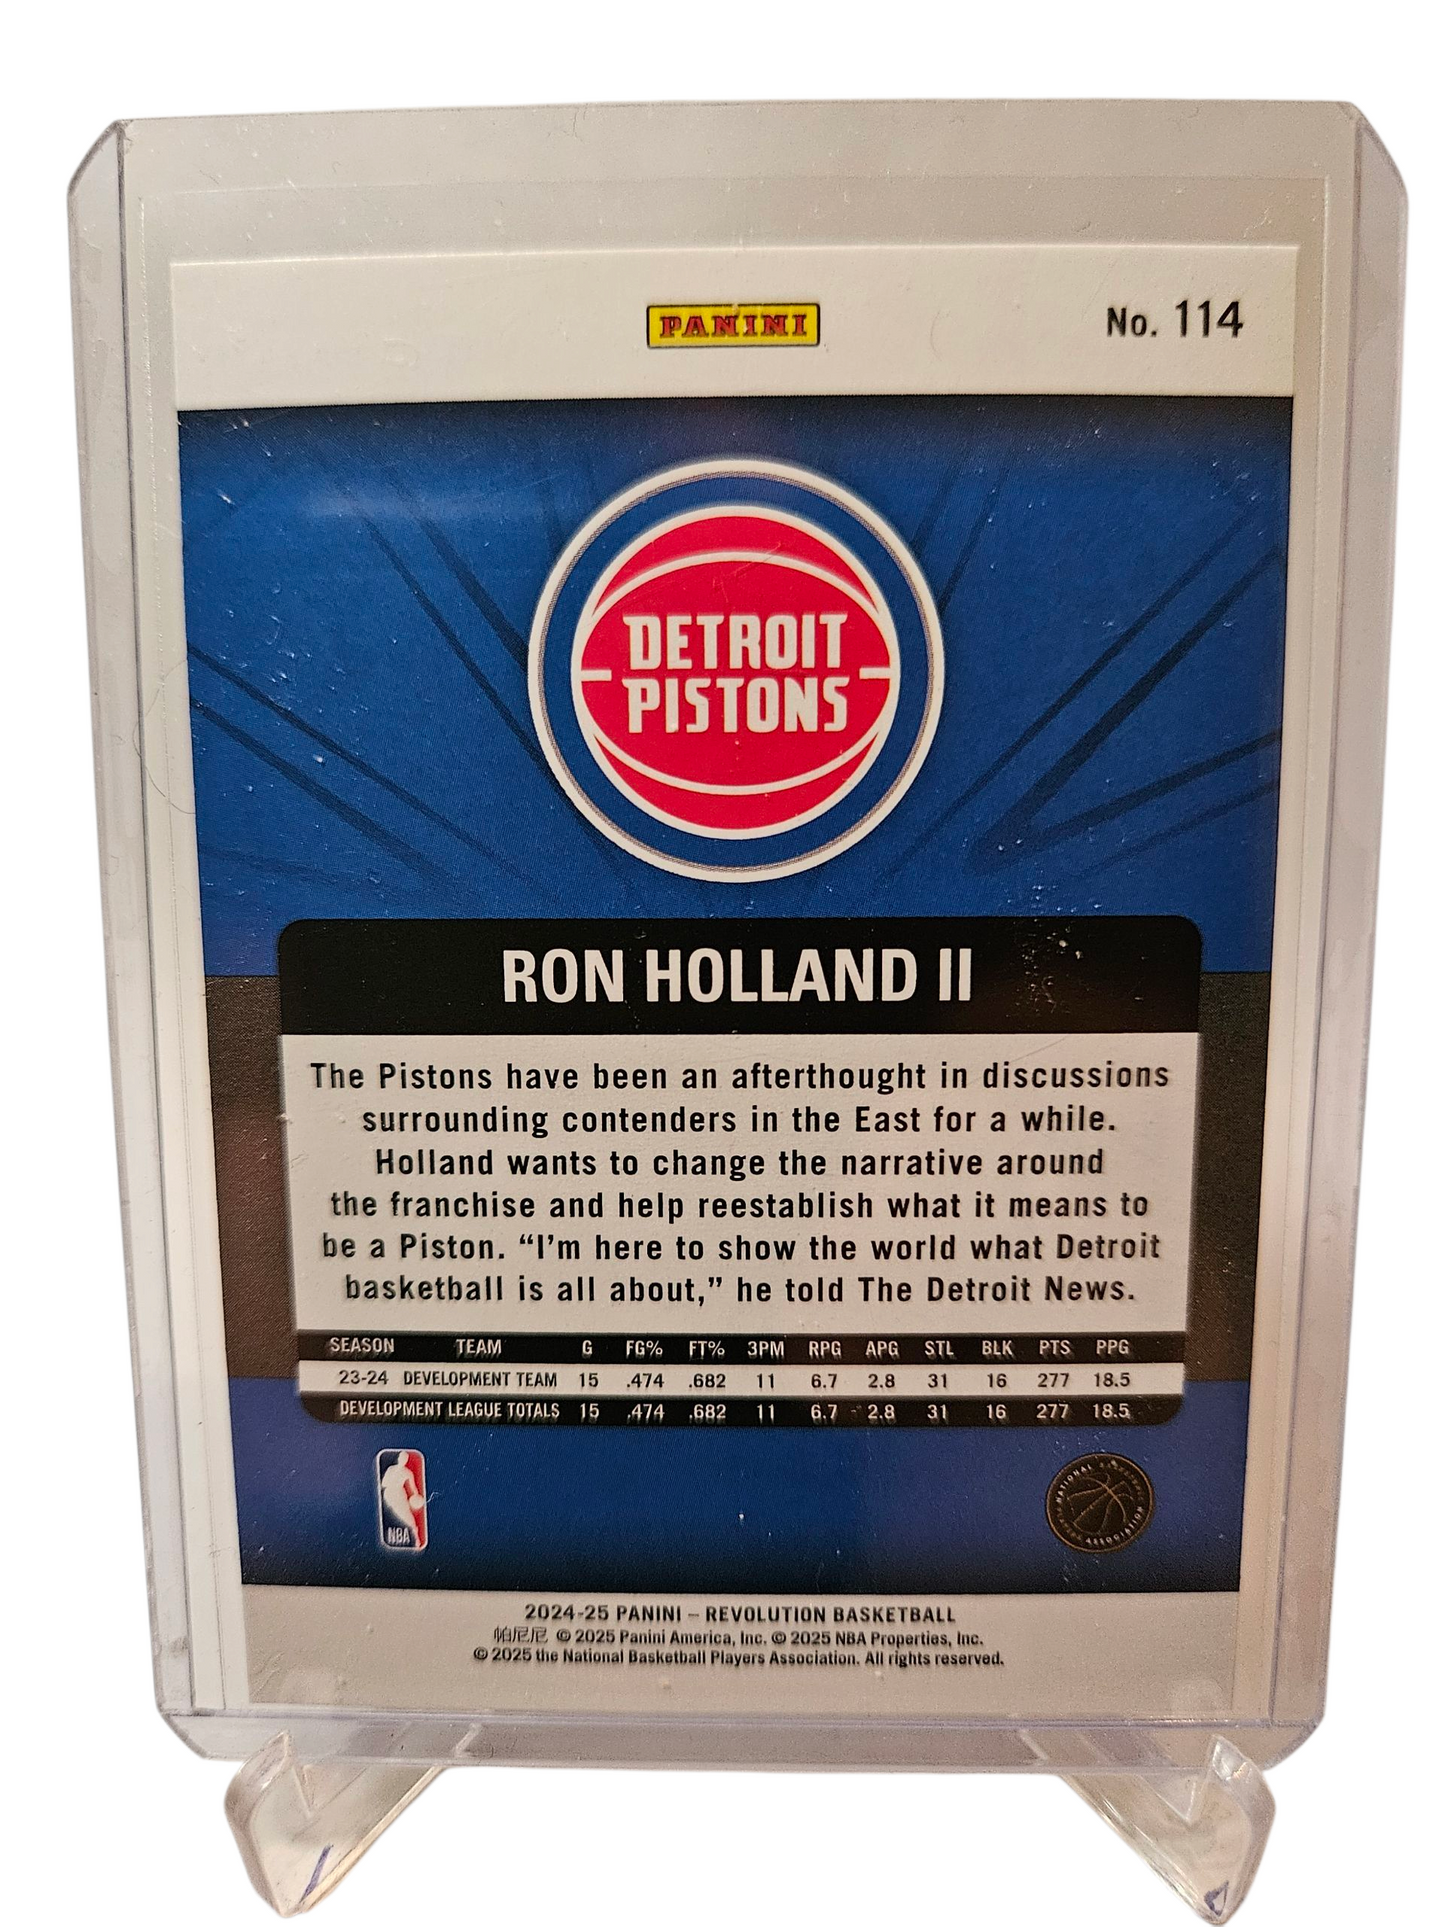 PANINI
No. 114
DETROIT
PISTONS
RON HOLLAND II
The Pistons have been an afterthought in discussions
surrounding contenders in the East for a while.
Holland wants to change the narrative around
the franchise and help reestablish what it means to
be a Piston. “I’m here to show the world what Detroit
basketball is all about,” he told The Detroit News.
SEASON TEAM G FG% FT% 3PM RPG APG STL BLK PTS PPG
23-24 DEVELOPMENT TEAM 15 .474 .682 11 6.7 2.8 31 16 277 18.5
DEVELOPMENT LEAGUE TOTALS 15 .474 .682 11 6.7 2.8 31 16 277 18.5
NBA
NATIONAL BASKETBALL
PLAYERS ASSOCIATION
2024-25 PANINI – REVOLUTION BASKETBALL
帕尼尼 © 2025 Panini America, Inc. © 2025 NBA Properties, Inc.
© 2025 the National Basketball Players Association. All rights reserved.